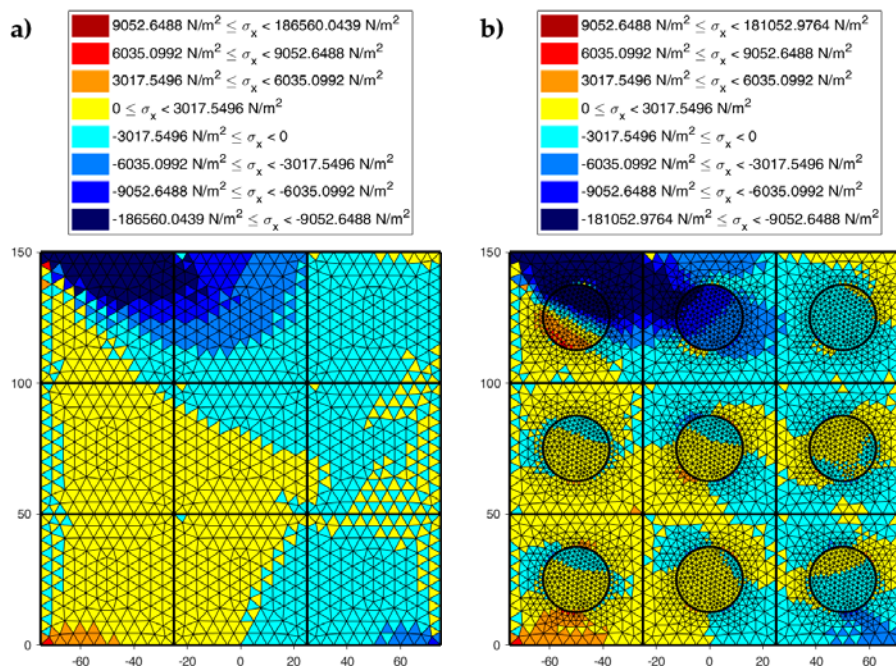 a)
9052.6488 N/m² ≤ σₓ < 186560.0439 N/m²
6035.0992 N/m² ≤ σₓ < 9052.6488 N/m²
3017.5496 N/m² ≤ σₓ < 6035.0992 N/m²
0 ≤ σₓ < 3017.5496 N/m²
-3017.5496 N/m² ≤ σₓ < 0
-6035.0992 N/m² ≤ σₓ < -3017.5496 N/m²
-9052.6488 N/m² ≤ σₓ < -6035.0992 N/m²
-186560.0439 N/m² ≤ σₓ < -9052.6488 N/m²
150
100
50
0
-60 -40 -20 0 20 40 60
b)
9052.6488 N/m² ≤ σₓ < 181052.9764 N/m²
6035.0992 N/m² ≤ σₓ < 9052.6488 N/m²
3017.5496 N/m² ≤ σₓ < 6035.0992 N/m²
0 ≤ σₓ < 3017.5496 N/m²
-3017.5496 N/m² ≤ σₓ < 0
-6035.0992 N/m² ≤ σₓ < -3017.5496 N/m²
-9052.6488 N/m² ≤ σₓ < -6035.0992 N/m²
-181052.9764 N/m² ≤ σₓ < -9052.6488 N/m²
150
100
50
0
-60 -40 -20 0 20 40 60